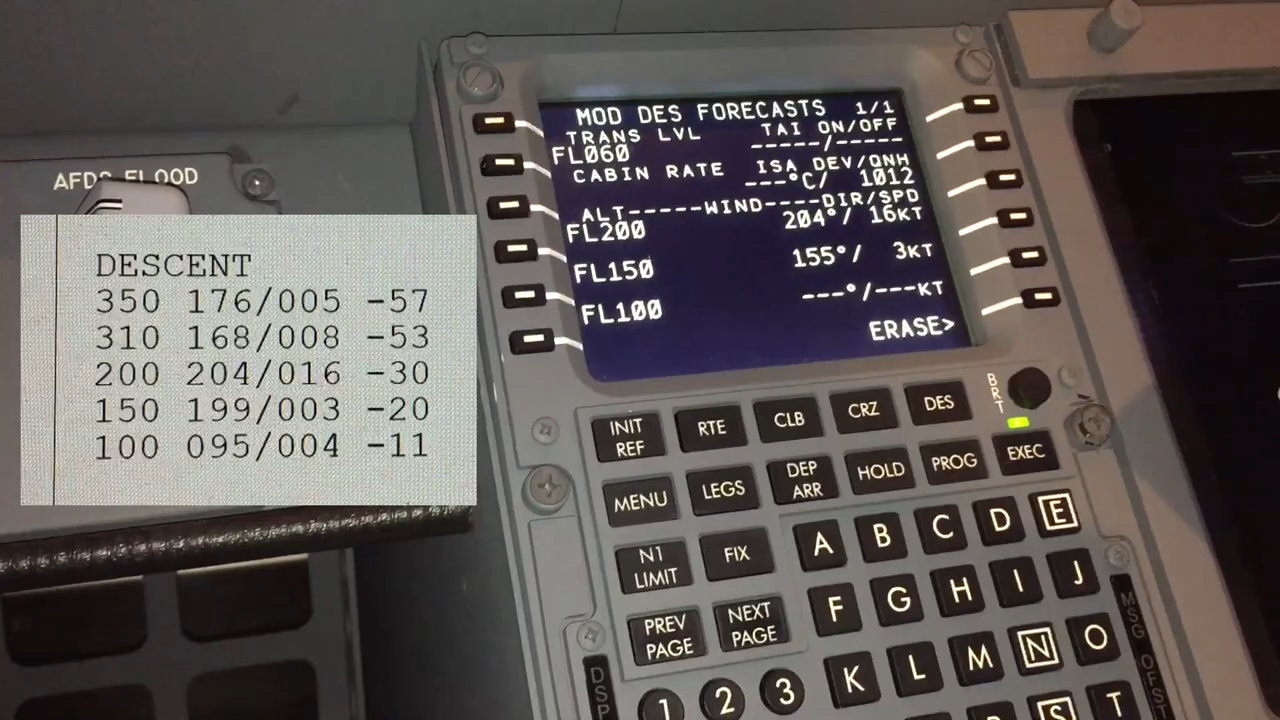 AFDS FLOOD
DESCENT
350 176/005 -57
310 168/008 -53
200 204/016 -30
150 199/003 -20
100 095/004 -11
MOD DES FORECASTS 1/1
TRANS LVL TAI ON/OFF
FL060 -----/-----
CABIN RATE ISA DEV/QNH
---°C/ 1012
ALT-----WIND----DIR/SPD
FL200 204°/ 16KT
FL150 155°/ 3KT
FL100 ---°/---KT
ERASE>
INIT REF
RTE
CLB
CRZ
DES
BRT
MENU
LEGS
DEP ARR
HOLD
PROG
EXEC
N1 LIMIT
FIX
PREV PAGE
NEXT PAGE
A B C D E
F G H I J
K L M N O
1 2 3
S T
DSP
MSG
OFST